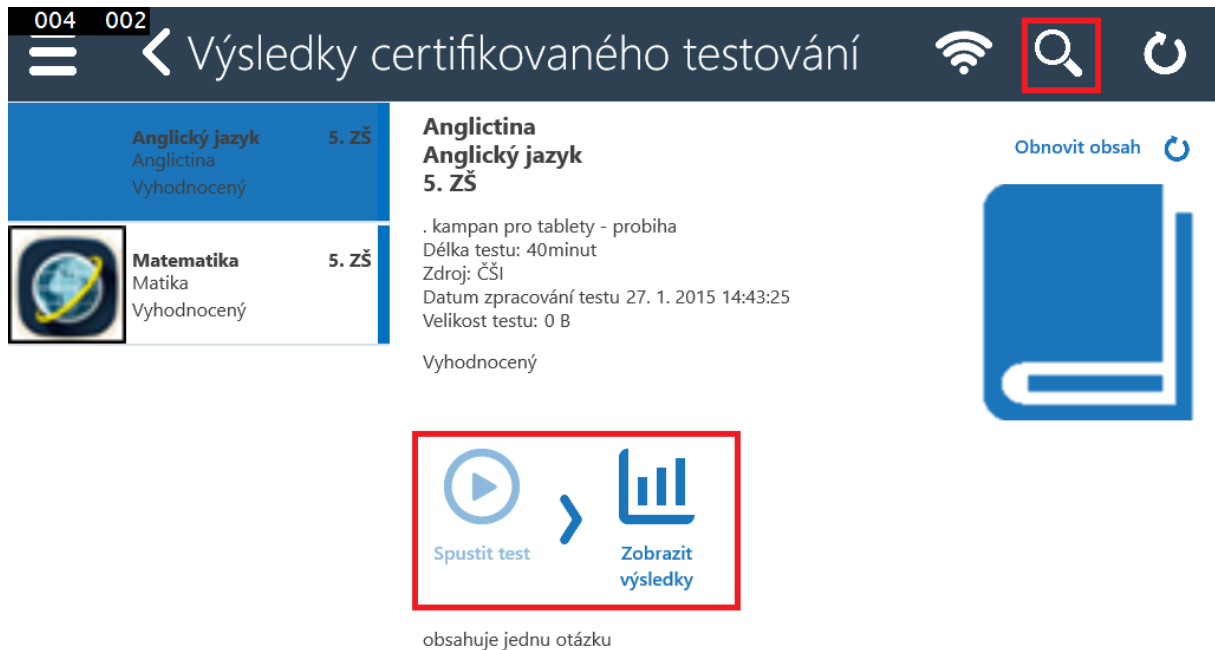 004 002
Výsledky certifikovaného testování
Anglický jazyk 5. ZŠ
Anglictina
Vyhodnocený
Matematika 5. ZŠ
Matika
Vyhodnocený
Anglictina
Anglický jazyk
5. ZŠ
. kampan pro tablety - probiha
Délka testu: 40minut
Zdroj: ČŠI
Datum zpracování testu 27. 1. 2015 14:43:25
Velikost testu: 0 B
Vyhodnocený
Obnovit obsah
Spustit test
Zobrazit
výsledky
obsahuje jednu otázku